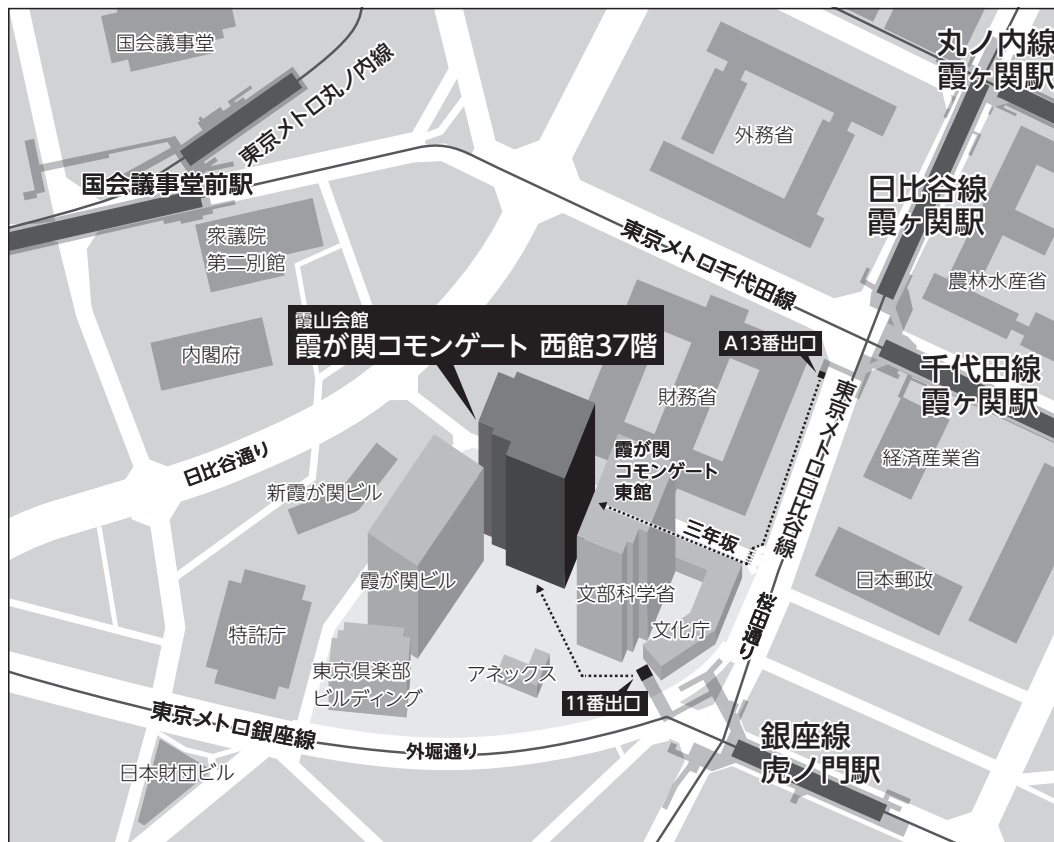 国会議事堂
東京メトロ丸ノ内線
丸ノ内線
霞ヶ関駅
外務省
国会議事堂前駅
日比谷線
霞ヶ関駅
衆議院
第二別館
東京メトロ千代田線
農林水産省
霞山会館
霞が関コモンゲート 西館37階
内閣府
A13番出口
千代田線
霞ヶ関駅
財務省
東京メトロ日比谷線
霞が関
コモンゲート
東館
経済産業省
日比谷通り
新霞が関ビル
三年坂
霞が関ビル
文部科学省
日本郵政
特許庁
文化庁
桜田通り
東京倶楽部
ビルディング
アネックス
11番出口
東京メトロ銀座線
外堀通り
銀座線
虎ノ門駅
日本財団ビル